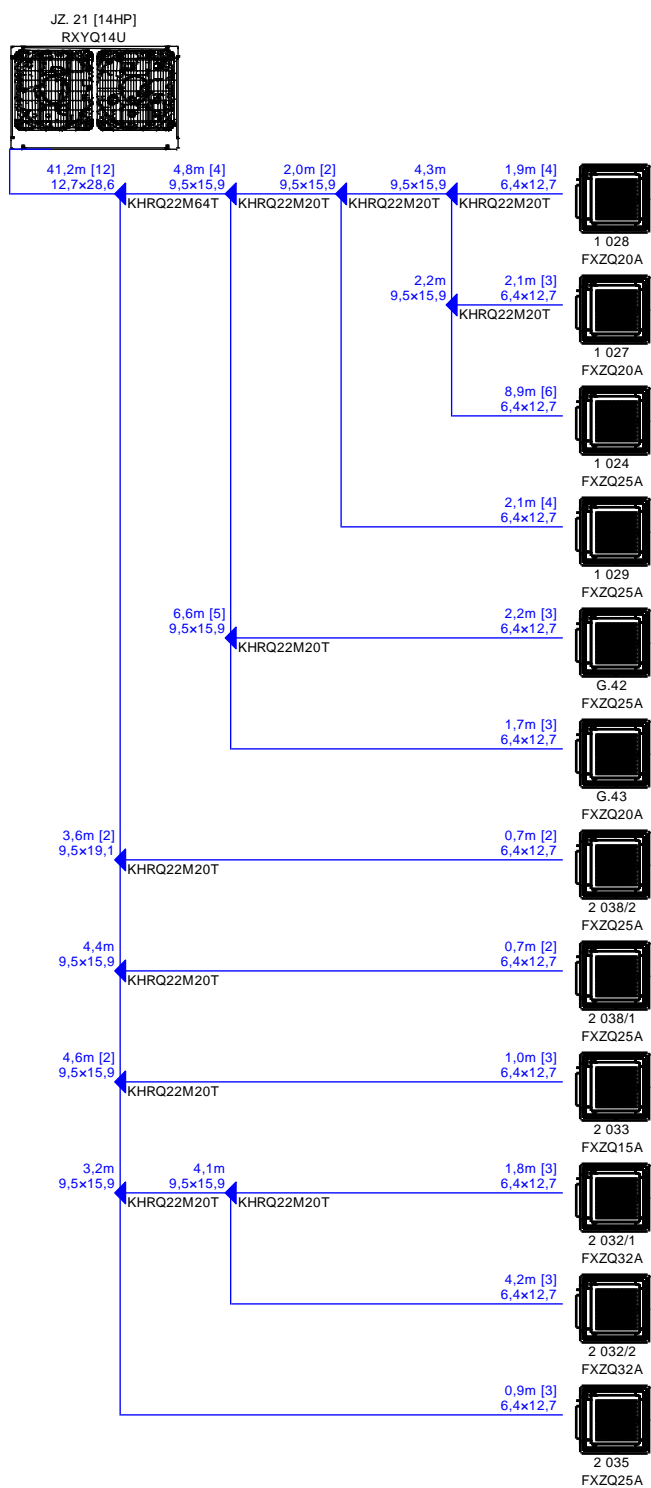 JZ. 21 [14HP]
RXYQ14U
41,2m [12]
12,7×28,6
KHRQ22M64T
4,8m [4]
9,5×15,9
KHRQ22M20T
2,0m [2]
9,5×15,9
KHRQ22M20T
4,3m
9,5×15,9
KHRQ22M20T
1,9m [4]
6,4×12,7
1 028
FXZQ20A
2,2m
9,5×15,9
KHRQ22M20T
2,1m [3]
6,4×12,7
1 027
FXZQ20A
8,9m [6]
6,4×12,7
1 024
FXZQ25A
2,1m [4]
6,4×12,7
1 029
FXZQ25A
6,6m [5]
9,5×15,9
KHRQ22M20T
2,2m [3]
6,4×12,7
G.42
FXZQ25A
1,7m [3]
6,4×12,7
G.43
FXZQ20A
3,6m [2]
9,5×19,1
KHRQ22M20T
0,7m [2]
6,4×12,7
2 038/2
FXZQ25A
4,4m
9,5×15,9
KHRQ22M20T
0,7m [2]
6,4×12,7
2 038/1
FXZQ25A
4,6m [2]
9,5×15,9
KHRQ22M20T
1,0m [3]
6,4×12,7
2 033
FXZQ15A
3,2m
9,5×15,9
KHRQ22M20T
4,1m
9,5×15,9
KHRQ22M20T
1,8m [3]
6,4×12,7
2 032/1
FXZQ32A
4,2m [3]
6,4×12,7
2 032/2
FXZQ32A
0,9m [3]
6,4×12,7
2 035
FXZQ25A